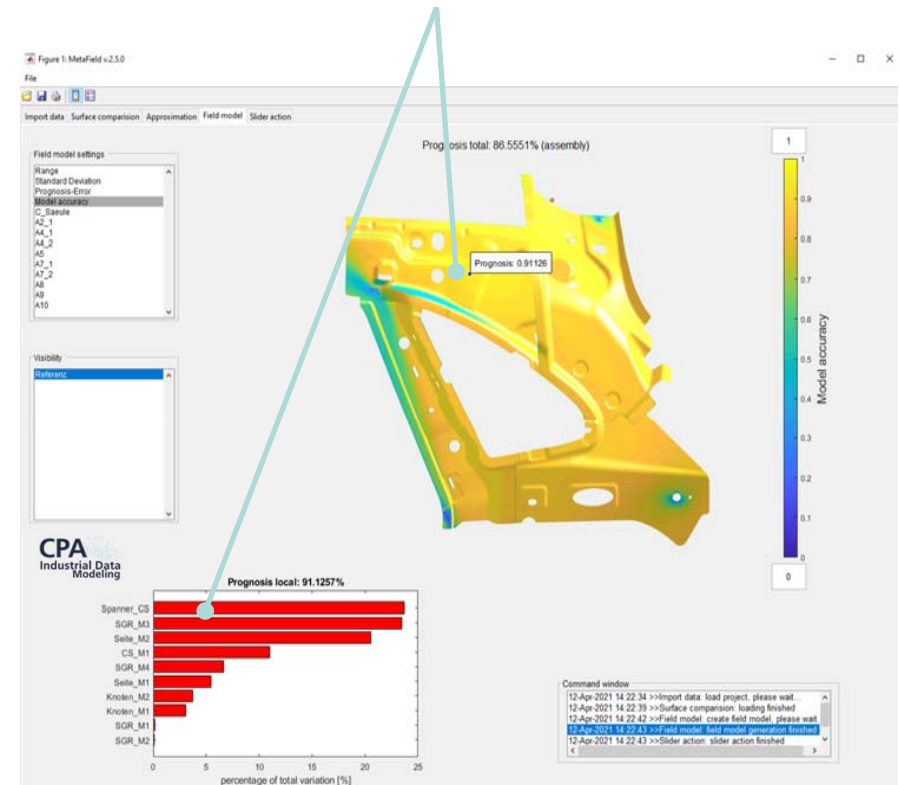 Figure 1: MetaField v.2.5.0
File
Import data Surface comparision Approximation Field model Slider action
Field model settings
Range
Standard Deviation
Prognosis-Error
Model accuracy
C_Saeule
A2_1
A4_1
A4_2
A5
A7_1
A7_2
A8
A9
A10
Visibility
Referenz
Prognosis total: 86.5551% (assembly)
Prognosis: 0.91126
1
1
0.9
0.8
0.7
0.6
0.5
0.4
0.3
0.2
0.1
0
Model accuracy
0
CPA
Industrial Data
Modeling
Prognosis local: 91.1257%
Spanner_CS
SGR_M3
Seite_M2
CS_M1
SGR_M4
Seite_M1
Knoten_M2
Knoten_M1
SGR_M1
SGR_M2
0 5 10 15 20 25
percentage of total variation [%]
Command window
12-Apr-2021 14:22:34 >>Import data: load project, please wait...
12-Apr-2021 14:22:39 >>Surface comparision: loading finished
12-Apr-2021 14:22:42 >>Field model: create field model, please wait.
12-Apr-2021 14:22:43 >>Field model: field model generation finished
12-Apr-2021 14:22:43 >>Slider action: slider action finished